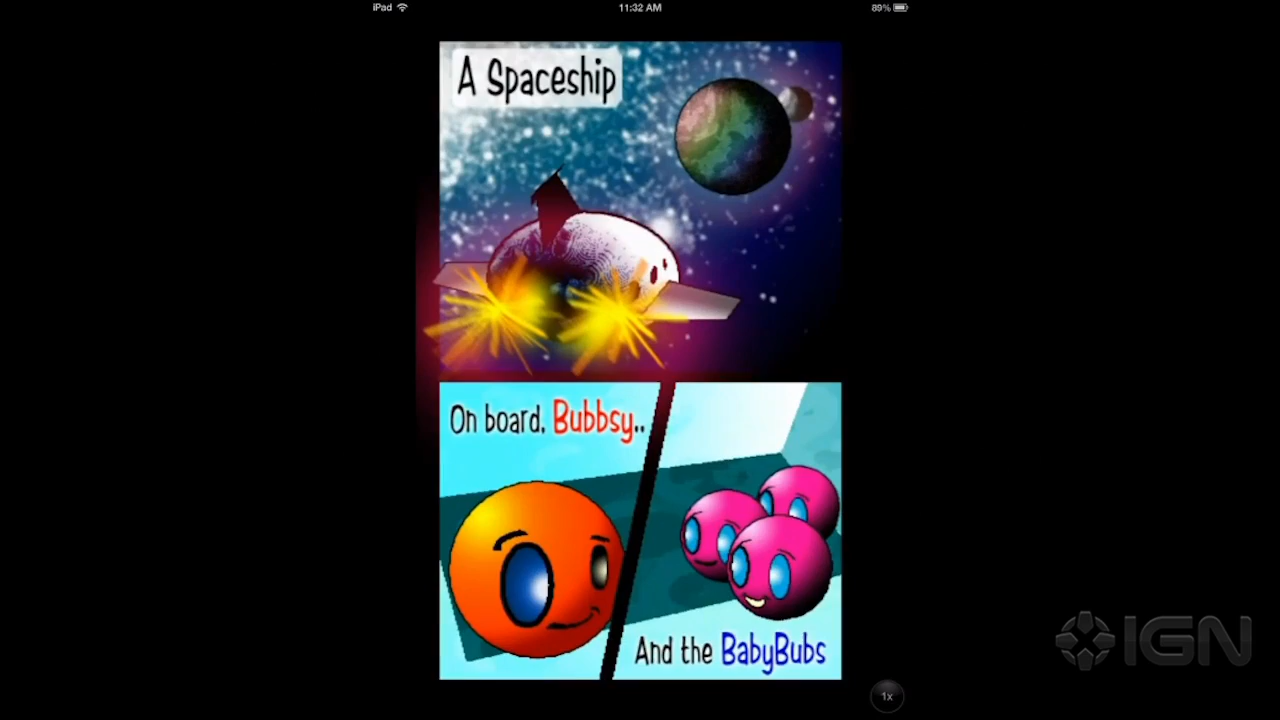 iPad 11:32 AM 89%
A Spaceship
On board, Bubbsy..
And the BabyBubs
IGN
1x